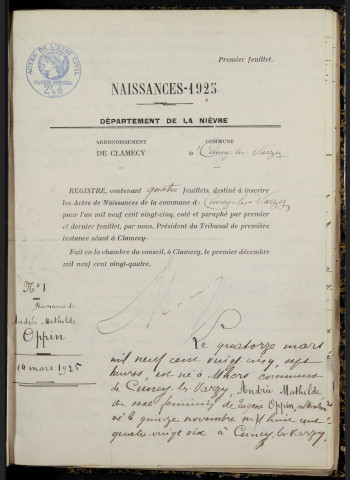 Premier feuillet.
ACTES DE L'ÉTAT CIVIL
PAPIER SPÉCIAL
NAISSANCES-1925
DÉPARTEMENT DE LA NIÈVRE
ARRONDISSEMENT
DE CLAMECY
COMMUNE
D Cuncy-les-Varzy
REGISTRE, contenant quatre feuillets, destiné à inscrire
les Actes de Naissances de la commune de Cuncy-les-Varzy
pour l'an mil neuf cent vingt-cinq, coté et paraphé par premier
et dernier feuillet, par nous, Président du Tribunal de première
instance séant à Clamecy.
Fait en la chambre du conseil, à Clamecy, le premier décembre
mil neuf cent vingt-quatre.
N° 1
Naissance de
Andrée Mathilde
Oppin
14 mars 1925
Le quatorze mars
mil neuf cent vingt cinq, sept
heures, est née à Mhers commune
de Cuncy-les-Varzy, Andrée Mathilde
du sexe féminin de Eugène Oppin, cultivateur
né le quinze novembre mil huit cent
quatre vingt six à Cuncy-les-Varzy,